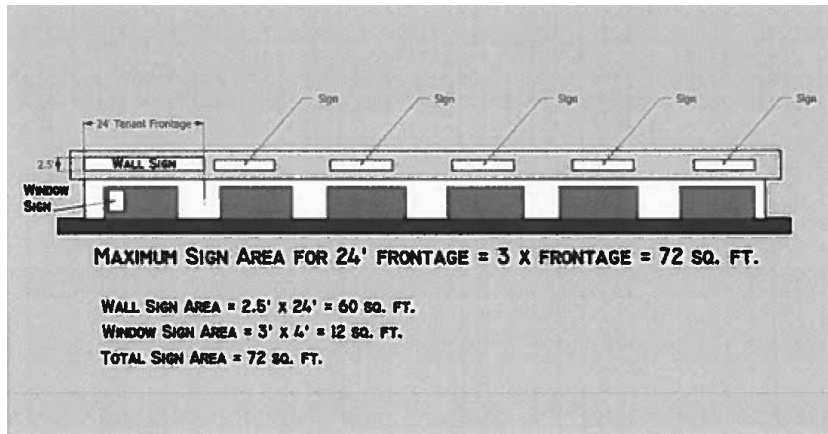 Sign Sign Sign Sign Sign
24' Tenant Frontage
2.5' WALL SIGN
WINDOW
SIGN
MAXIMUM SIGN AREA FOR 24' FRONTAGE = 3 X FRONTAGE = 72 SQ. FT.
WALL SIGN AREA = 2.5' X 24' = 60 SQ. FT.
WINDOW SIGN AREA = 3' X 4' = 12 SQ. FT.
TOTAL SIGN AREA = 72 SQ. FT.